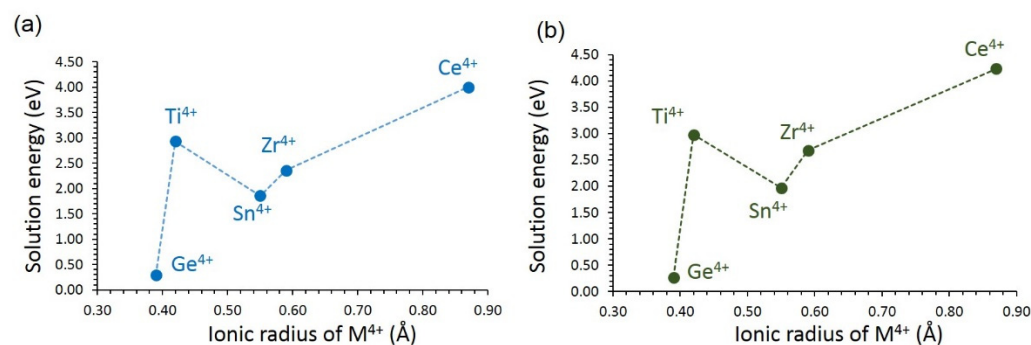 (a)
Solution energy (eV)
4.50
4.00
3.50
3.00
2.50
2.00
1.50
1.00
0.50
0.00
Ce⁴⁺
Ti⁴⁺
Zr⁴⁺
Sn⁴⁺
Ge⁴⁺
0.30 0.40 0.50 0.60 0.70 0.80 0.90
Ionic radius of M⁴⁺ (Å)
(b)
Solution energy (eV)
4.50
4.00
3.50
3.00
2.50
2.00
1.50
1.00
0.50
0.00
Ce⁴⁺
Ti⁴⁺
Zr⁴⁺
Sn⁴⁺
Ge⁴⁺
0.30 0.40 0.50 0.60 0.70 0.80 0.90
Ionic radius of M⁴⁺ (Å)